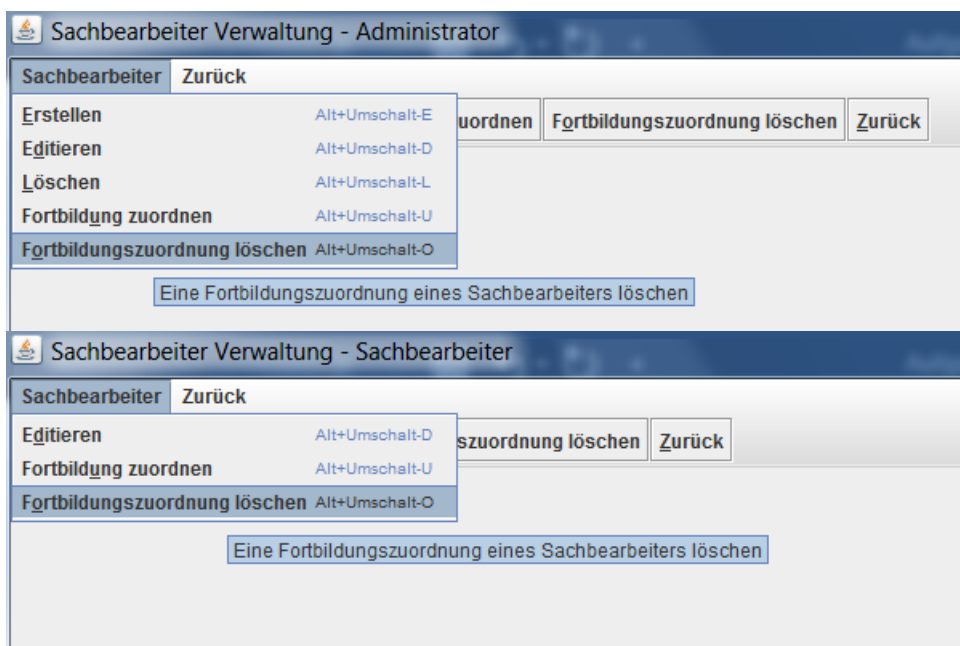 Sachbearbeiter Verwaltung - Administrator
Sachbearbeiter Zurück
Erstellen Alt+Umschalt-E
uordnen Fortbildungszuordnung löschen Zurück
Editieren Alt+Umschalt-D
Löschen Alt+Umschalt-L
Fortbildung zuordnen Alt+Umschalt-U
Fortbildungszuordnung löschen Alt+Umschalt-O
Eine Fortbildungszuordnung eines Sachbearbeiters löschen
Sachbearbeiter Verwaltung - Sachbearbeiter
Sachbearbeiter Zurück
Editieren Alt+Umschalt-D
szuordnung löschen Zurück
Fortbildung zuordnen Alt+Umschalt-U
Fortbildungszuordnung löschen Alt+Umschalt-O
Eine Fortbildungszuordnung eines Sachbearbeiters löschen